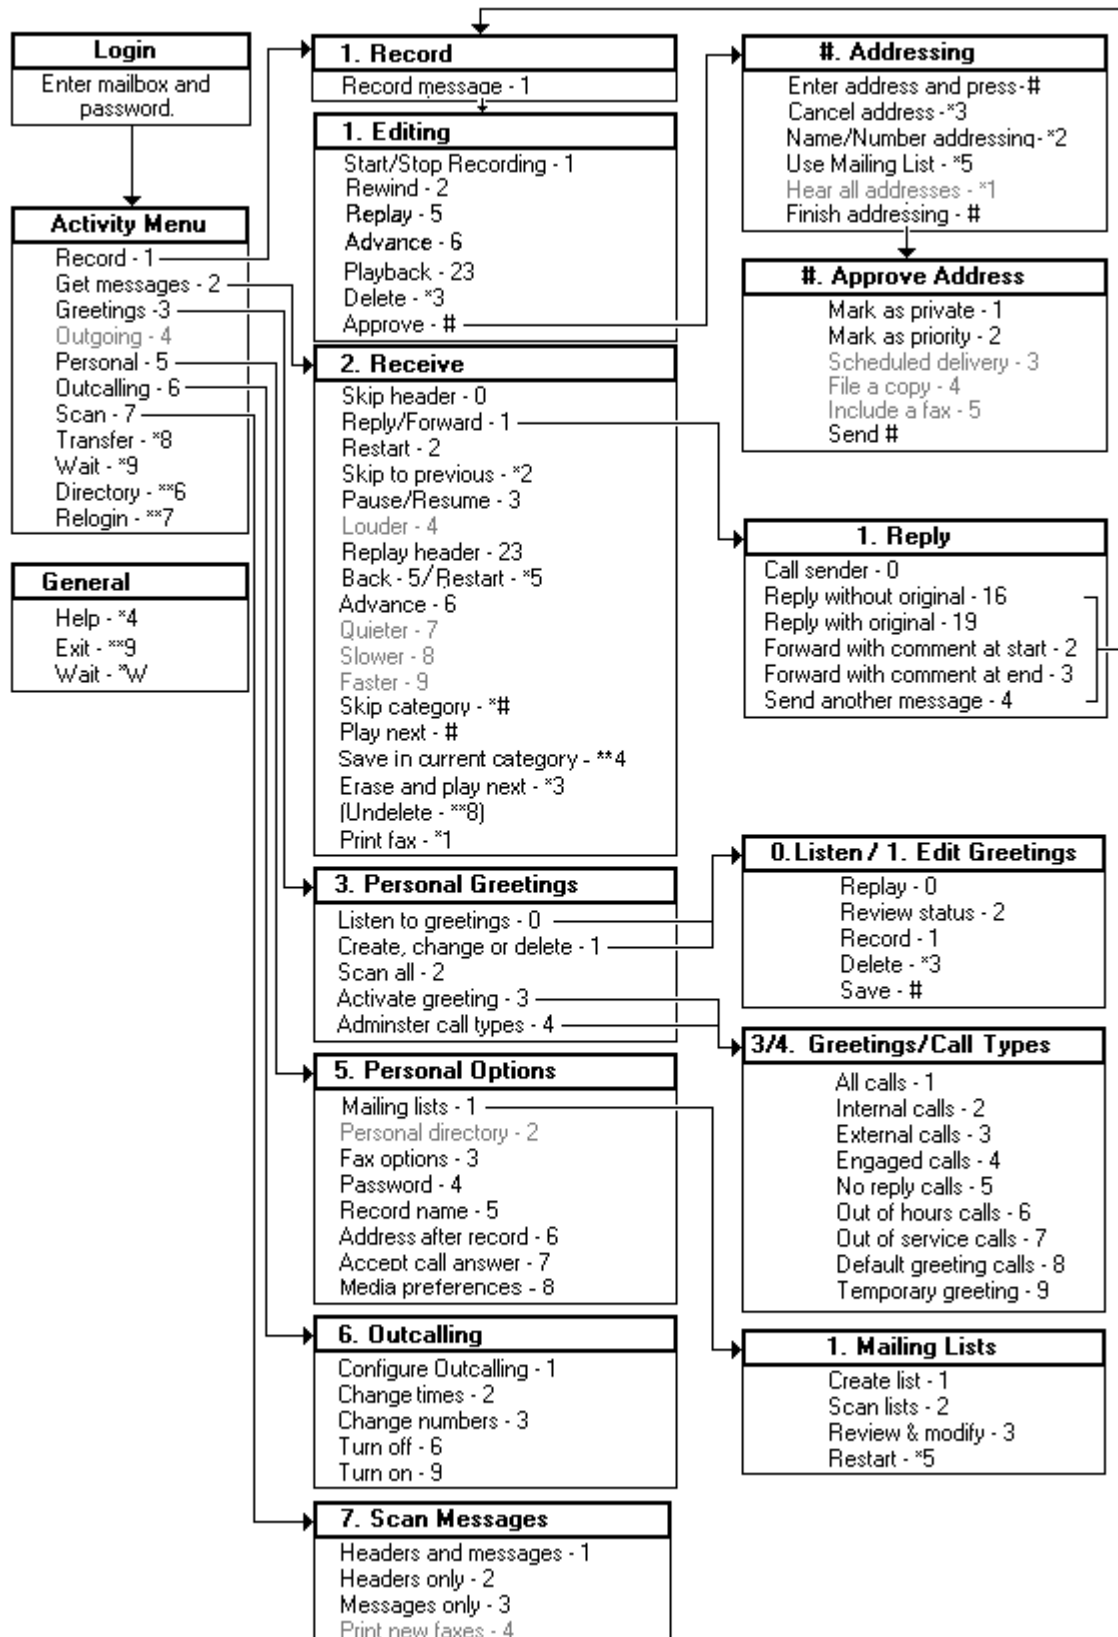 Login
Enter mailbox and
password.
Activity Menu
Record - 1
Get messages - 2
Greetings -3
Outgoing - 4
Personal - 5
Outcalling - 6
Scan - 7
Transfer - *8
Wait - *9
Directory - **6
Relogin - **7
General
Help - *4
Exit - **9
Wait - *W
1. Record
Record message - 1
1. Editing
Start/Stop Recording - 1
Rewind - 2
Replay - 5
Advance - 6
Playback - 23
Delete - *3
Approve - #
2. Receive
Skip header - 0
Reply/Forward - 1
Restart - 2
Skip to previous - *2
Pause/Resume - 3
Louder - 4
Replay header - 23
Back - 5/Restart - *5
Advance - 6
Quieter - 7
Slower - 8
Faster - 9
Skip category - *#
Play next - #
Save in current category - **4
Erase and play next - *3
(Undelete - **8)
Print fax - *1
3. Personal Greetings
Listen to greetings - 0
Create, change or delete - 1
Scan all - 2
Activate greeting - 3
Adminster call types - 4
5. Personal Options
Mailing lists - 1
Personal directory - 2
Fax options - 3
Password - 4
Record name - 5
Address after record - 6
Accept call answer - 7
Media preferences - 8
6. Outcalling
Configure Outcalling - 1
Change times - 2
Change numbers - 3
Turn off - 6
Turn on - 9
7. Scan Messages
Headers and messages - 1
Headers only - 2
Messages only - 3
Print new faxes - 4
#. Addressing
Enter address and press-#
Cancel address -*3
Name/Number addressing- *2
Use Mailing List - *5
Hear all addresses - *1
Finish addressing - #
#. Approve Address
Mark as private - 1
Mark as priority - 2
Scheduled delivery - 3
File a copy - 4
Include a fax - 5
Send #
1. Reply
Call sender - 0
Reply without original - 16
Reply with original - 19
Forward with comment at start - 2
Forward with comment at end - 3
Send another message - 4
0.Listen / 1. Edit Greetings
Replay - 0
Review status - 2
Record - 1
Delete - *3
Save - #
3/4. Greetings/Call Types
All calls - 1
Internal calls - 2
External calls - 3
Engaged calls - 4
No reply calls - 5
Out of hours calls - 6
Out of service calls - 7
Default greeting calls - 8
Temporary greeting - 9
1. Mailing Lists
Create list - 1
Scan lists - 2
Review & modify - 3
Restart - *5